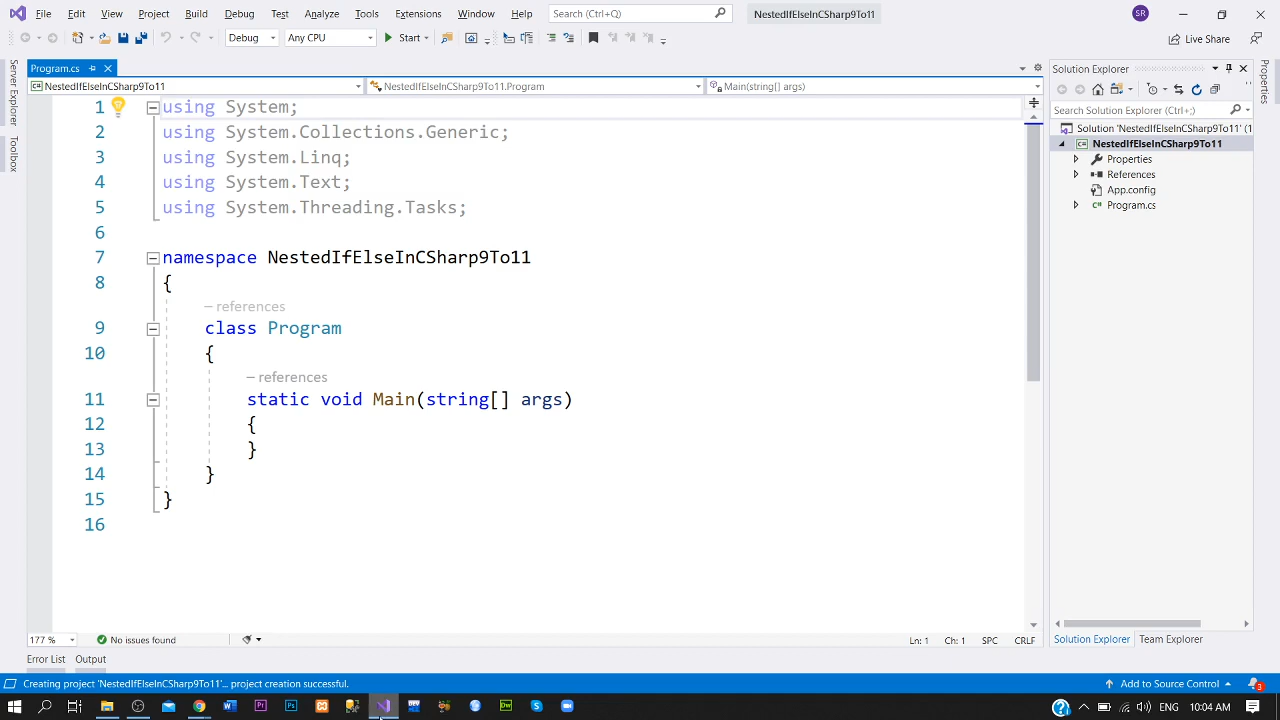 File Edit View Project Build Debug Test Analyze Tools Extensions Window Help Search (Ctrl+Q) NestedIfElseInCSharp9To11 SR
Debug Any CPU Start Live Share
Program.cs
NestedIfElseInCSharp9To11 NestedIfElseInCSharp9To11.Program Main(string[] args)
1 using System;
2 using System.Collections.Generic;
3 using System.Linq;
4 using System.Text;
5 using System.Threading.Tasks;
6
7 namespace NestedIfElseInCSharp9To11
8 {
– references
9 class Program
10 {
– references
11 static void Main(string[] args)
12 {
13 }
14 }
15 }
16
177 % No issues found Ln: 1 Ch: 1 SPC CRLF
Error List Output
Server Explorer
Toolbox
Solution Explorer
Search Solution Explorer (Ctrl+;)
Solution 'NestedIfElseInCSharp9To11' (1
NestedIfElseInCSharp9To11
Properties
References
App.config
Program.cs
Solution Explorer Team Explorer
Properties
Creating project 'NestedIfElseInCSharp9To11'... project creation successful. Add to Source Control 3
10:04 AM